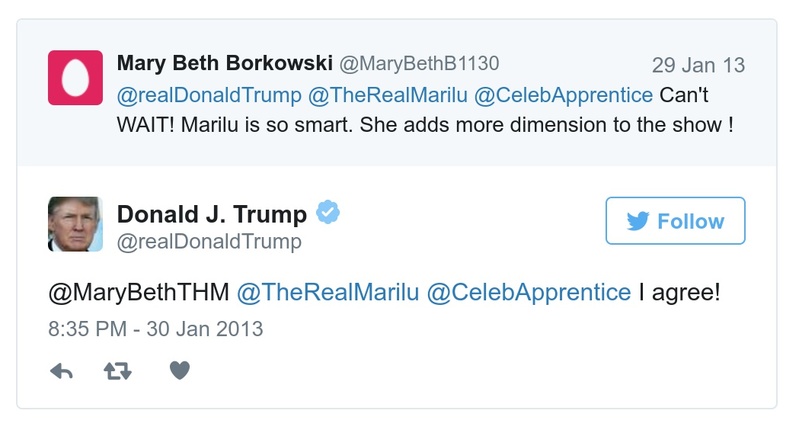 Mary Beth Borkowski @MaryBethB1130 29 Jan 13
@realDonaldTrump @TheRealMarilu @CelebApprentice Can't
WAIT! Marilu is so smart. She adds more dimension to the show !
Donald J. Trump
@realDonaldTrump
Follow
@MaryBethTHM @TheRealMarilu @CelebApprentice I agree!
8:35 PM - 30 Jan 2013